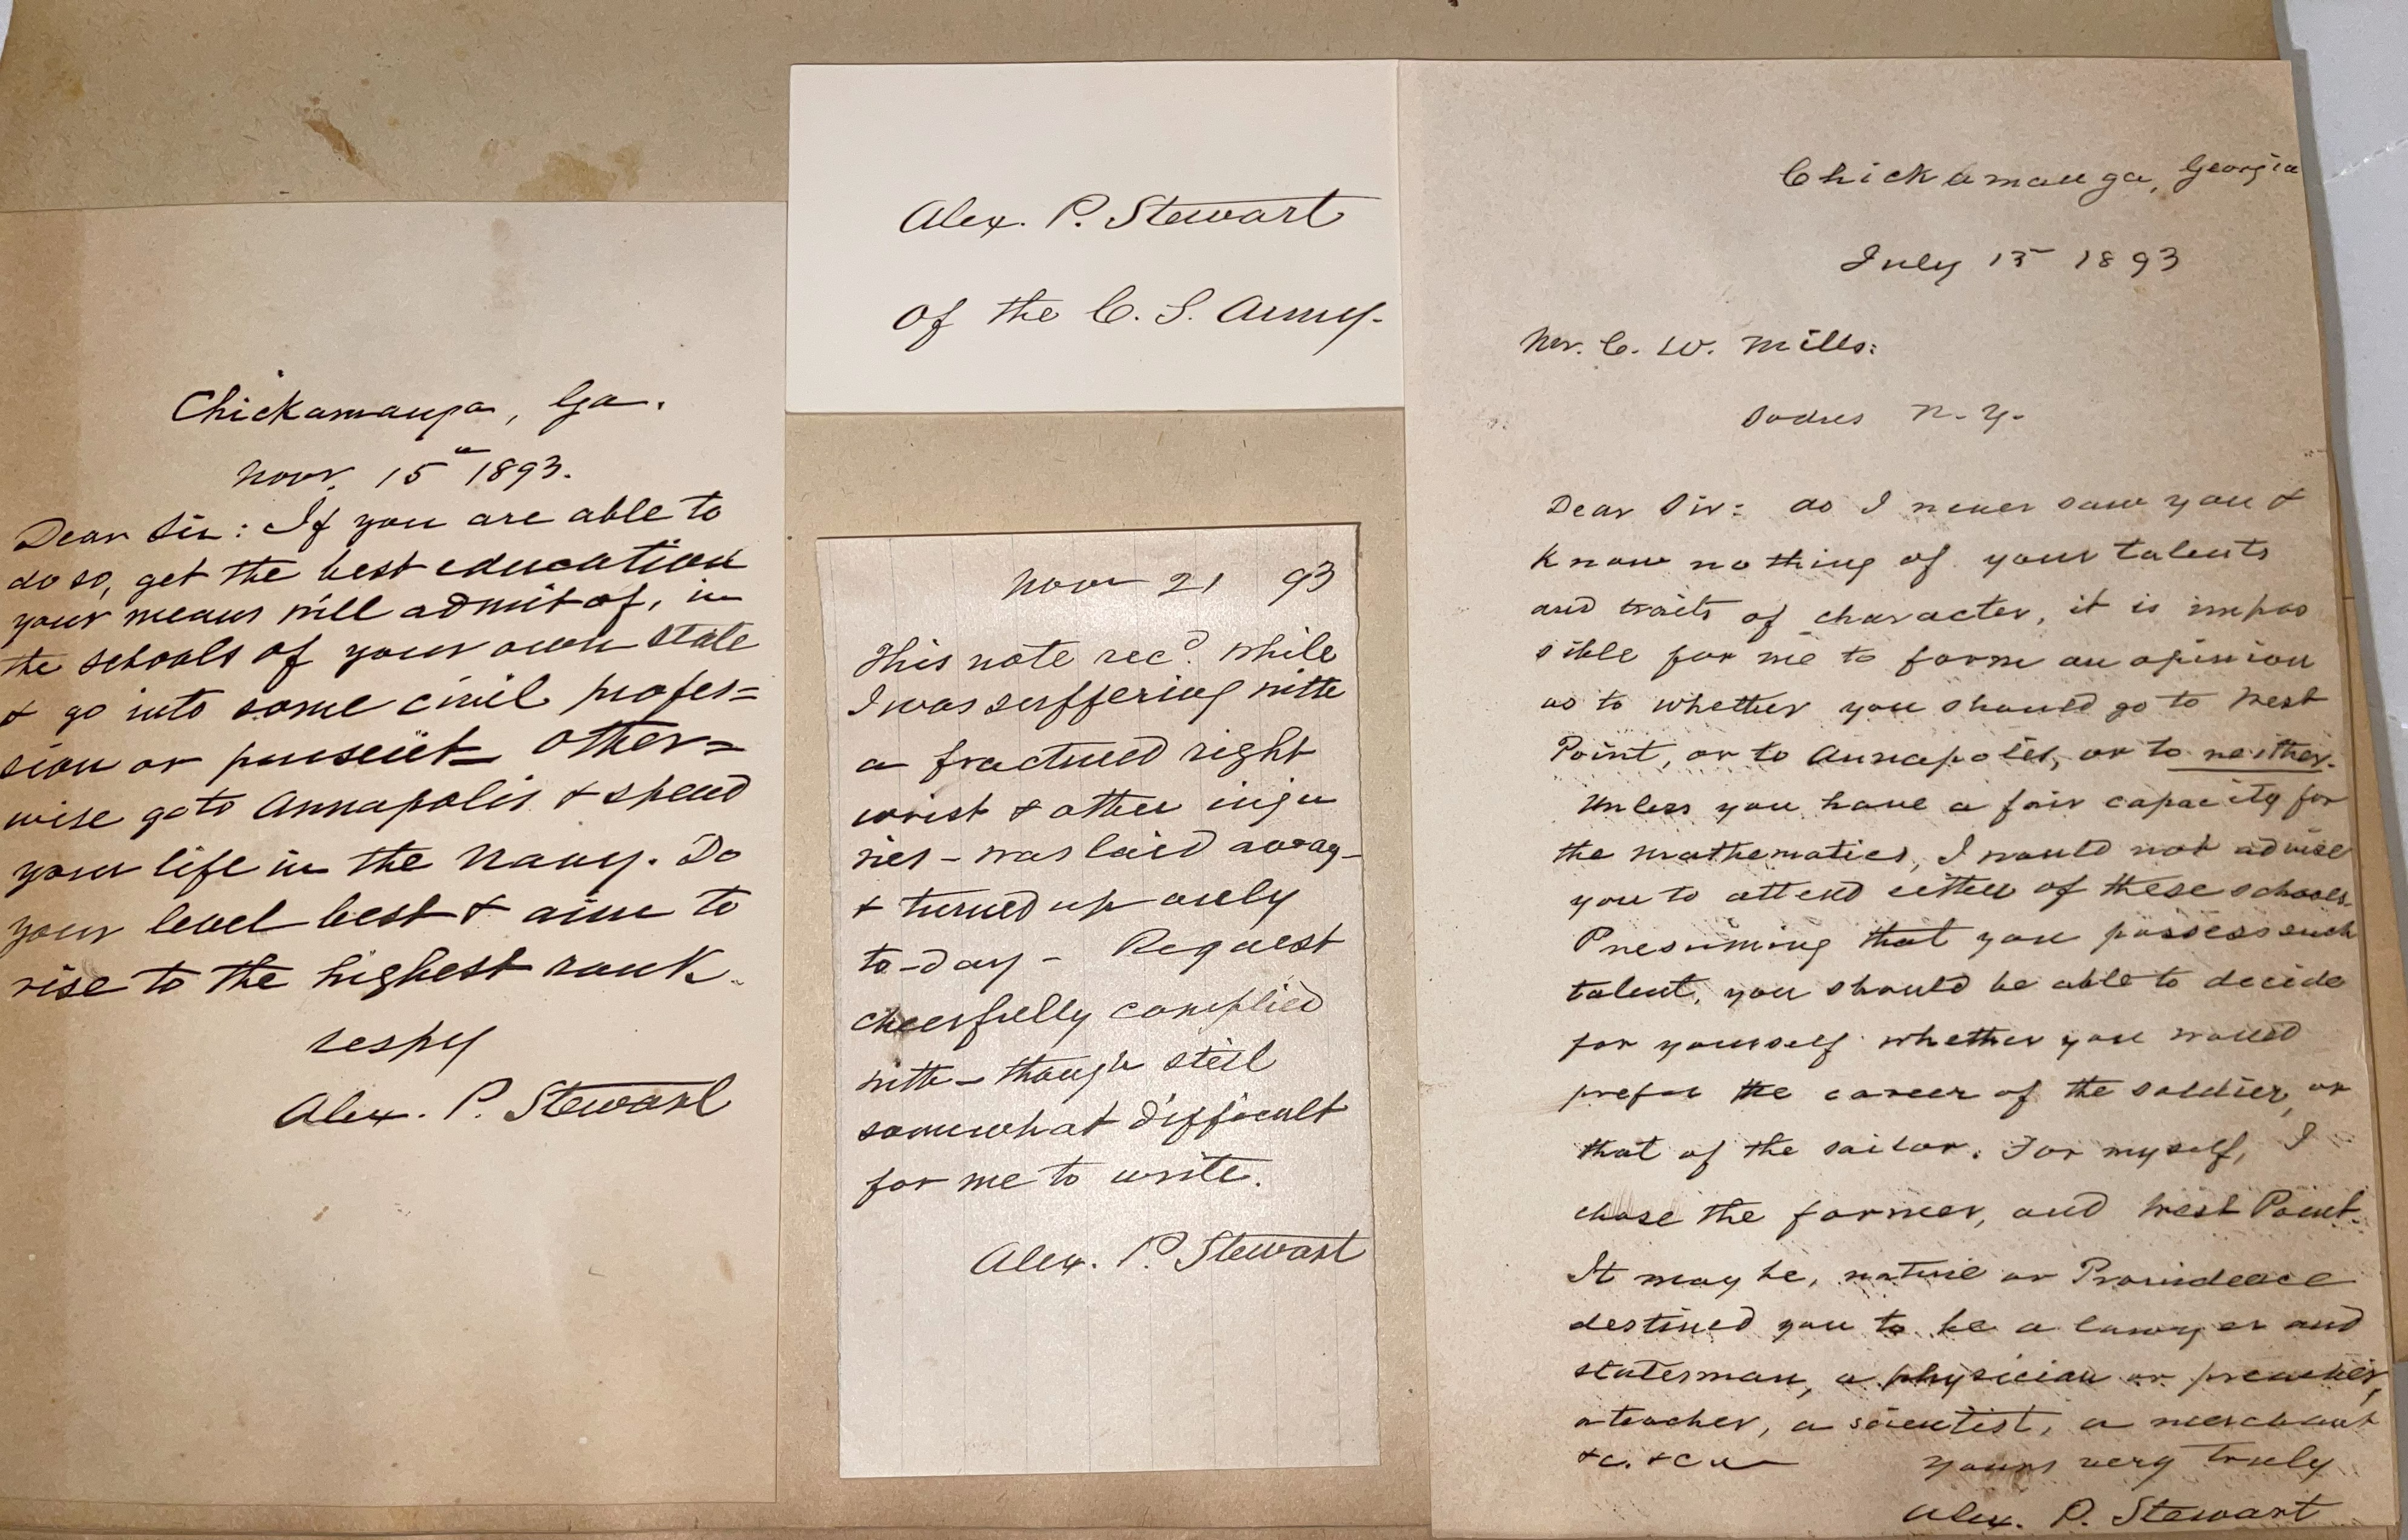 Chickamauga, Ga.
Novr. 15th 1893.
Dear Sir: If you are able to
do so, get the best education
your means will admit of, in
the schools of your own State
& go into some civil profes=
sion or pursuit— Other=
wise go to Annapolis & spend
your life in the Navy. Do
your level best & aim to
rise to the highest rank.
respy
Alex. P. Stewart
Alex. P. Stewart
of the C. S. Army.
Novr 21 93
This note recd. while
I was suffering with
a fractured right
wrist & other inju
ries – was laid away –
& turned up only
to-day – Request
cheerfully complied
with – though still
somewhat difficult
for me to write.
Alex. P. Stewart
Chickamauga, Georgia
July 15 1893
Mr. C. W. Mills:
Sodus N. Y.
Dear Sir: As I never saw you &
know nothing of your talents
and traits of character, it is impos
sible for me to form an opinion
as to whether you should go to West
Point, or to Annapolis, or to neither.
Unless you have a fair capacity for
the mathematics, I would not advise
you to attend either of these schools.
Presuming that you possess such
talent, you should be able to decide
for yourself whether you would
prefer the career of the soldier, or
that of the sailor. For myself, I
chose the former, and West Point.
It may be, nature or Providence
destined you to be a lawyer and
statesman, a physician or preacher,
a teacher, a scientist, a merchant
&c. &c
Yours very truly
Alex. P. Stewart